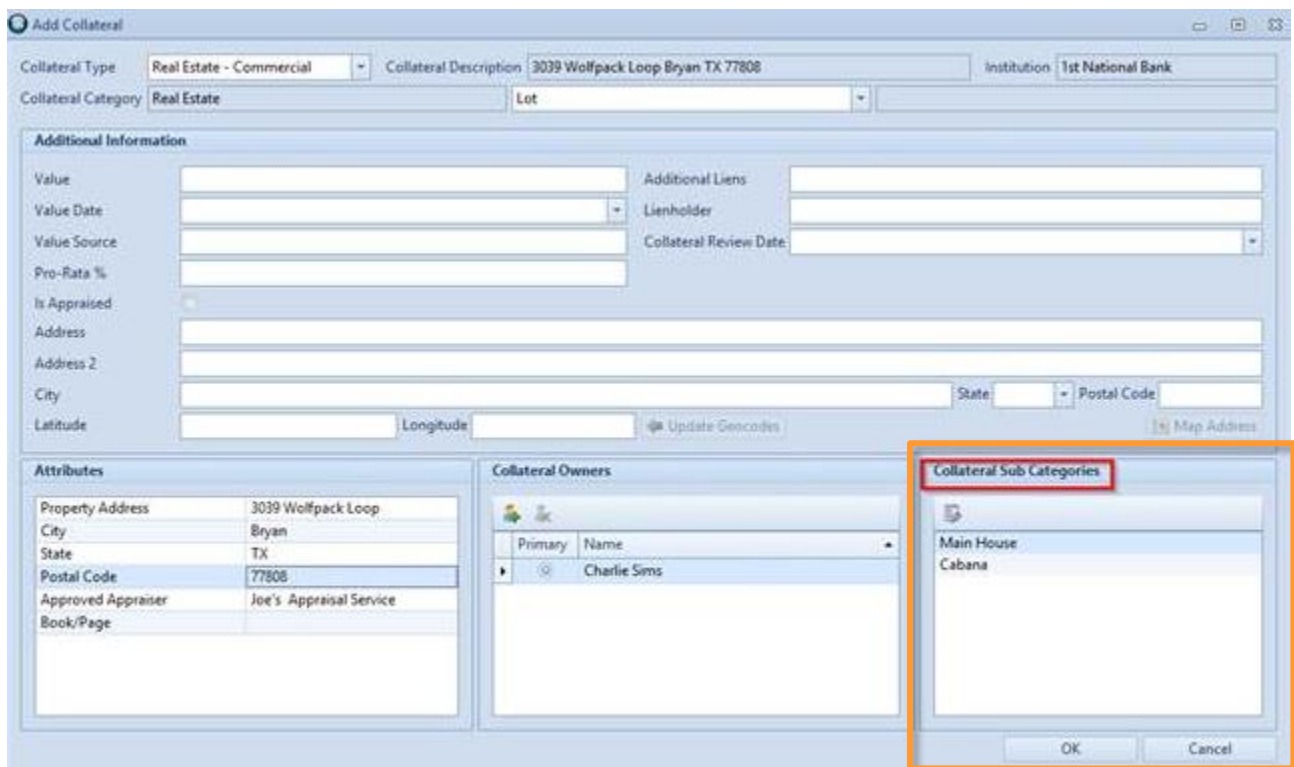 Add Collateral
Collateral Type Real Estate - Commercial Collateral Description 3039 Wolfpack Loop Bryan TX 77808 Institution 1st National Bank
Collateral Category Real Estate Lot
Additional Information
Value Additional Liens
Value Date Lienholder
Value Source Collateral Review Date
Pro-Rata %
Is Appraised
Address
Address 2
City State Postal Code
Latitude Longitude Update Geocodes Map Address
Attributes Collateral Owners Collateral Sub Categories
Property Address 3039 Wolfpack Loop
City Bryan
State TX
Postal Code 77808
Approved Appraiser Joe's Appraisal Service
Book/Page
Primary Name
Charlie Sims
Main House
Cabana
OK Cancel